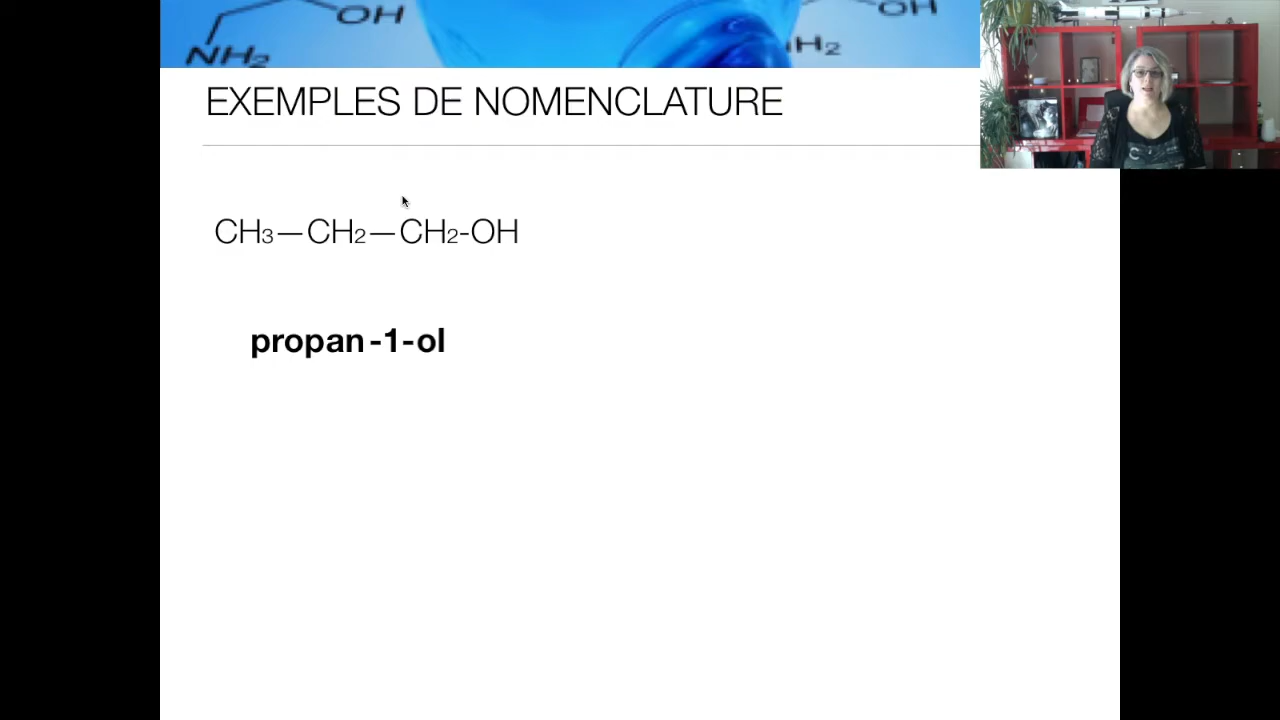 OH
OH
NH₂
H₂
EXEMPLES DE NOMENCLATURE
CH₃—CH₂—CH₂-OH
propan-1-ol